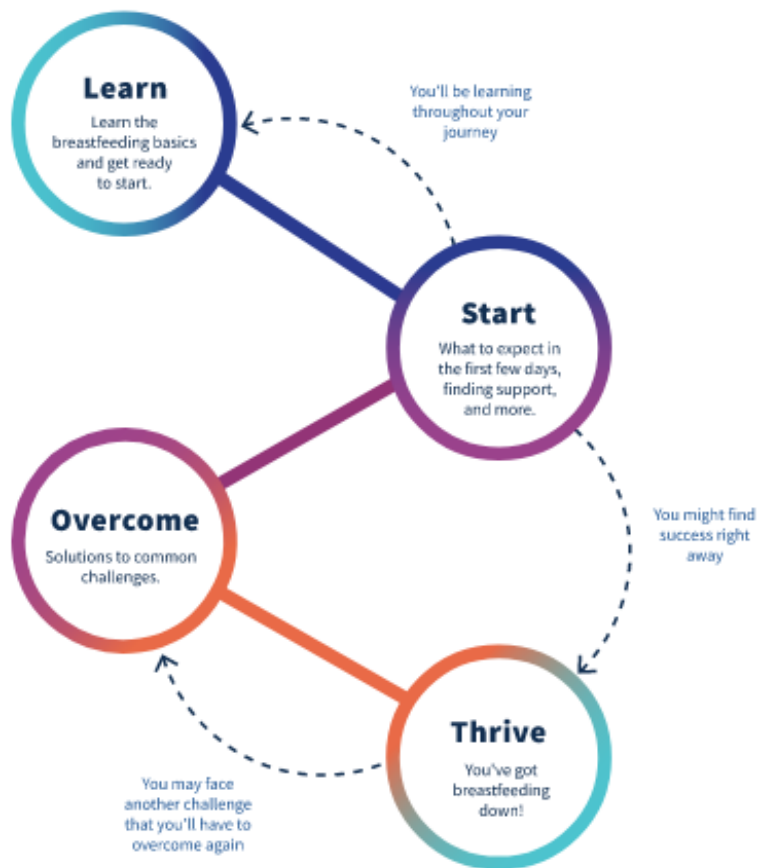 Learn
Learn the
breastfeeding basics
and get ready
to start.
You'll be learning
throughout your
journey
Start
What to expect in
the first few days,
finding support,
and more.
Overcome
Solutions to common
challenges.
You might find
success right
away
Thrive
You've got
breastfeeding
down!
You may face
another challenge
that you'll have to
overcome again